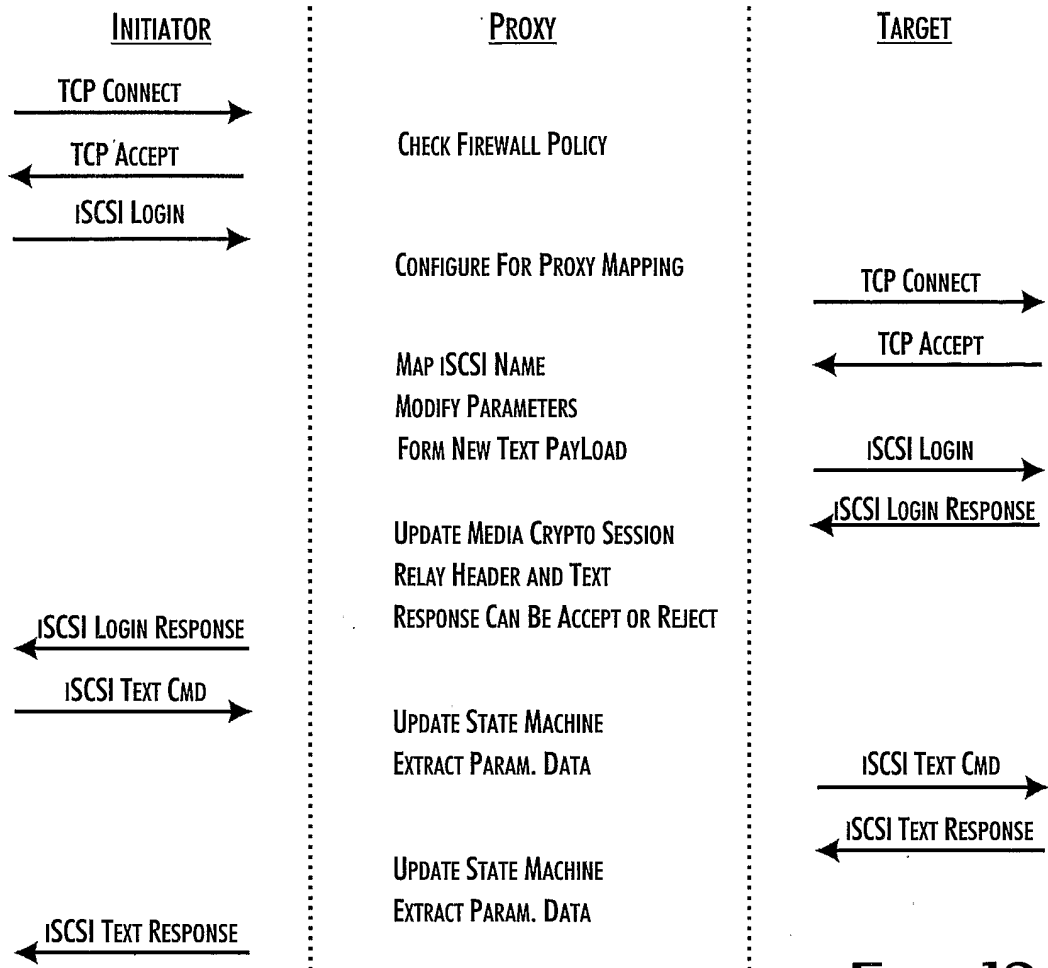 INITIATOR
PROXY
TARGET
TCP CONNECT
CHECK FIREWALL POLICY
TCP ACCEPT
iSCSI LOGIN
CONFIGURE FOR PROXY MAPPING
TCP CONNECT
TCP ACCEPT
MAP iSCSI NAME
MODIFY PARAMETERS
FORM NEW TEXT PAYLOAD
iSCSI LOGIN
iSCSI LOGIN RESPONSE
UPDATE MEDIA CRYPTO SESSION
RELAY HEADER AND TEXT
RESPONSE CAN BE ACCEPT OR REJECT
iSCSI LOGIN RESPONSE
iSCSI TEXT CMD
UPDATE STATE MACHINE
EXTRACT PARAM. DATA
iSCSI TEXT CMD
iSCSI TEXT RESPONSE
UPDATE STATE MACHINE
EXTRACT PARAM. DATA
iSCSI TEXT RESPONSE